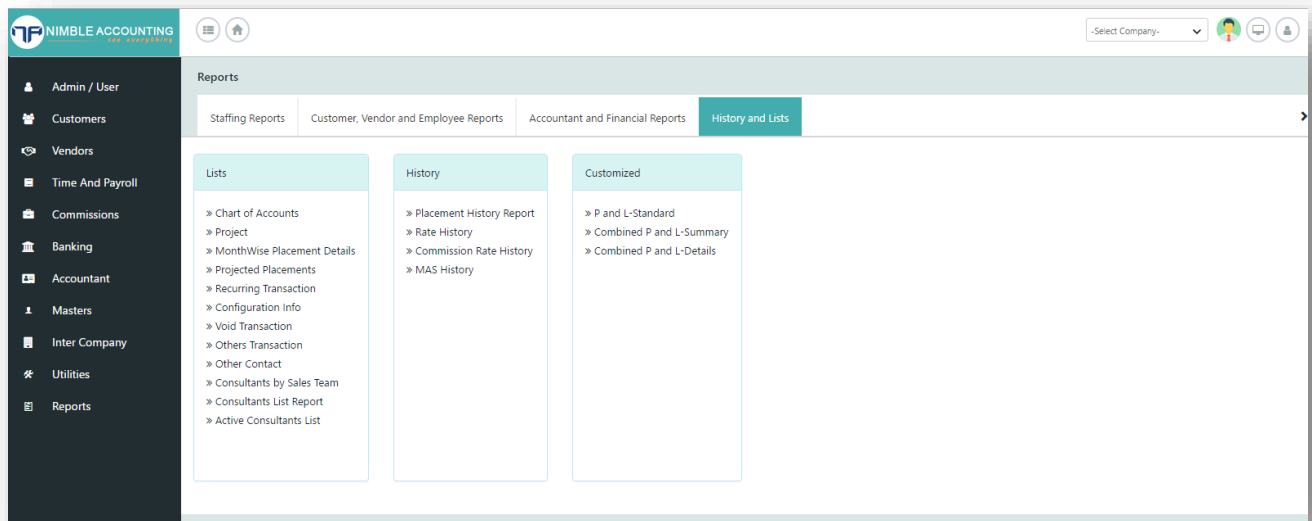 NIMBLE ACCOUNTING
see everything
-Select Company-
Admin / User
Customers
Vendors
Time And Payroll
Commissions
Banking
Accountant
Masters
Inter Company
Utilities
Reports
Reports
Staffing Reports
Customer, Vendor and Employee Reports
Accountant and Financial Reports
History and Lists
Lists
» Chart of Accounts
» Project
» MonthWise Placement Details
» Projected Placements
» Recurring Transaction
» Configuration Info
» Void Transaction
» Others Transaction
» Other Contact
» Consultants by Sales Team
» Consultants List Report
» Active Consultants List
History
» Placement History Report
» Rate History
» Commission Rate History
» MAS History
Customized
» P and L-Standard
» Combined P and L-Summary
» Combined P and L-Details